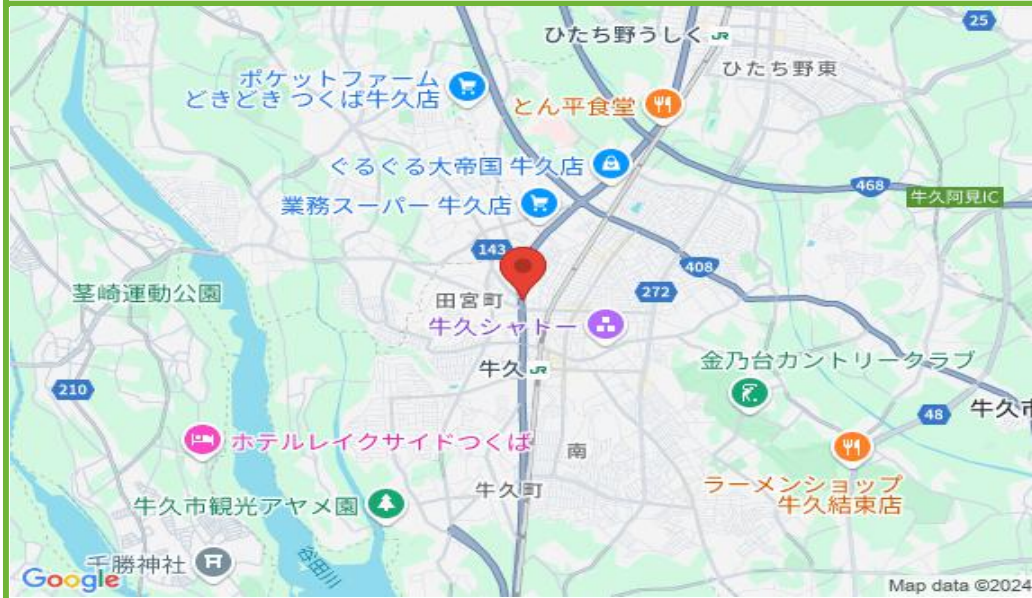 25
ひたち野うしく JR
ひたち野東
ポケットファーム
どきどき つくば牛久店
とん平食堂
ぐるぐる大帝国 牛久店
468
牛久阿見IC
業務スーパー 牛久店
143
408
茎崎運動公園
田宮町
272
牛久シャトー
牛久 JR
金乃台カントリークラブ
210
48
牛久市
ホテルレイクサイドつくば
南
牛久町
ラーメンショップ
牛久結束店
牛久市観光アヤメ園
千勝神社
谷田川
Google
Map data ©2024